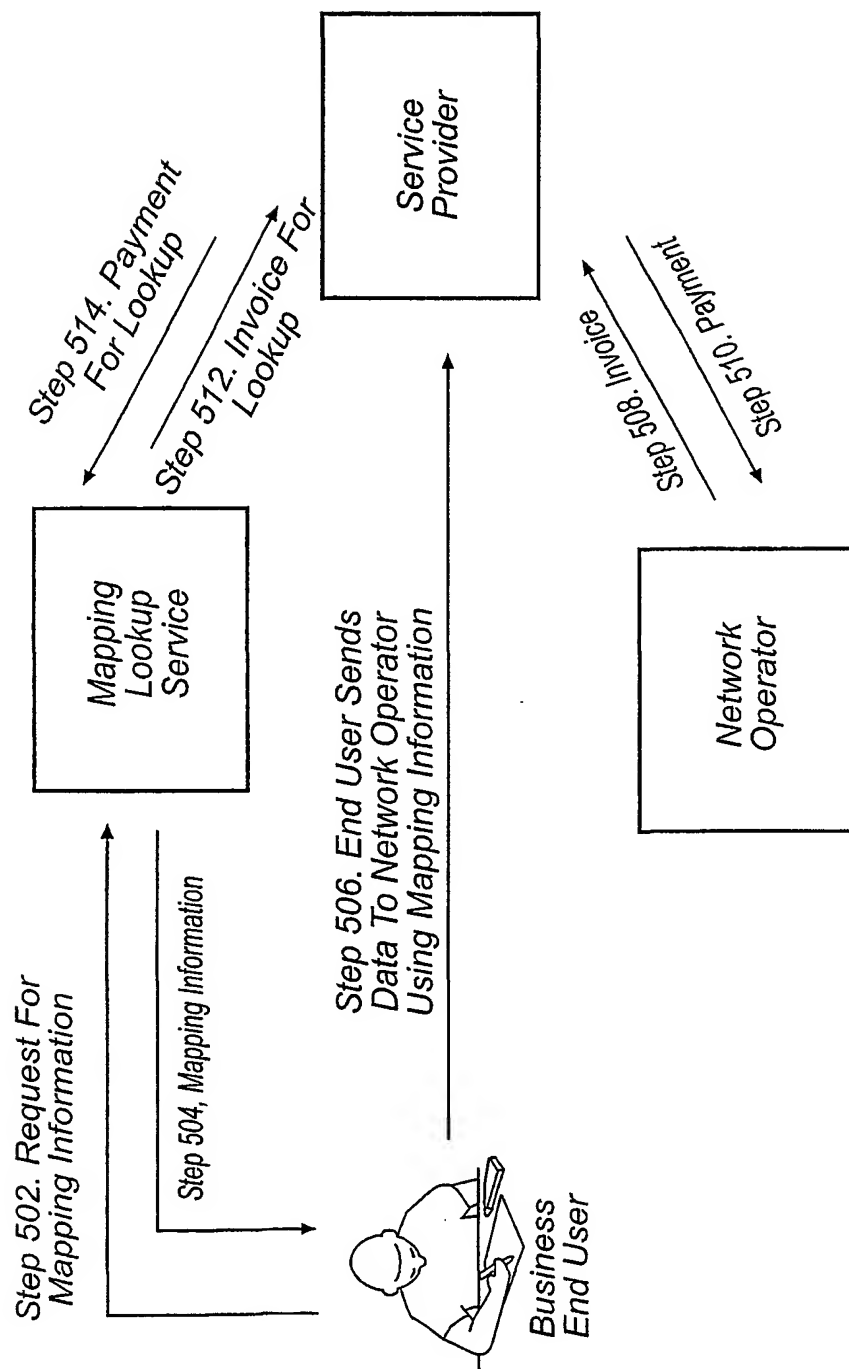 Step 502. Request For
Mapping Information
Step 504, Mapping Information
Mapping
Lookup
Service
Step 514. Payment
For Lookup
Step 512. Invoice For
Lookup
Step 506. End User Sends
Data To Network Operator
Using Mapping Information
Business
End User
Service
Provider
Step 508. Invoice
Step 510. Payment
Network
Operator